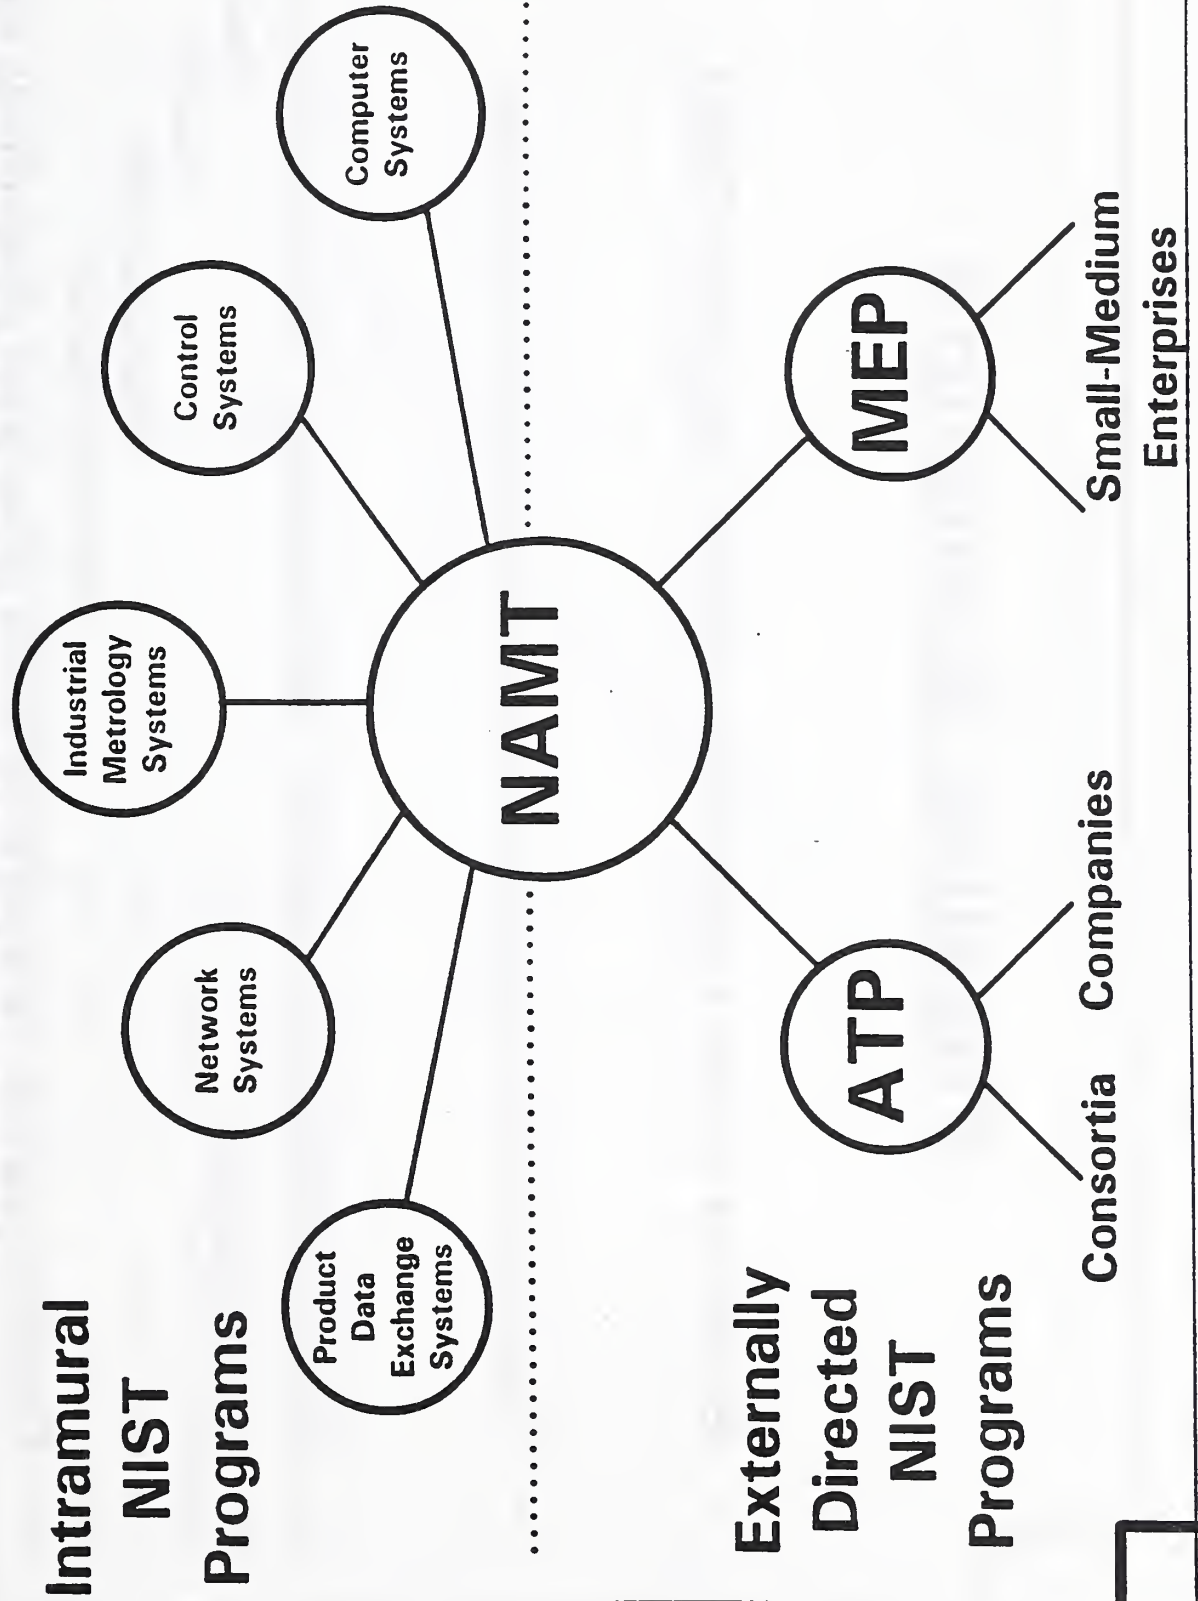 Intramural
NIST
Programs
Product
Data
Exchange
Systems
Network
Systems
Industrial
Metrology
Systems
Control
Systems
Computer
Systems
NAMT
Externally
Directed
NIST
Programs
ATP
MEP
Consortia
Companies
Small-Medium
Enterprises